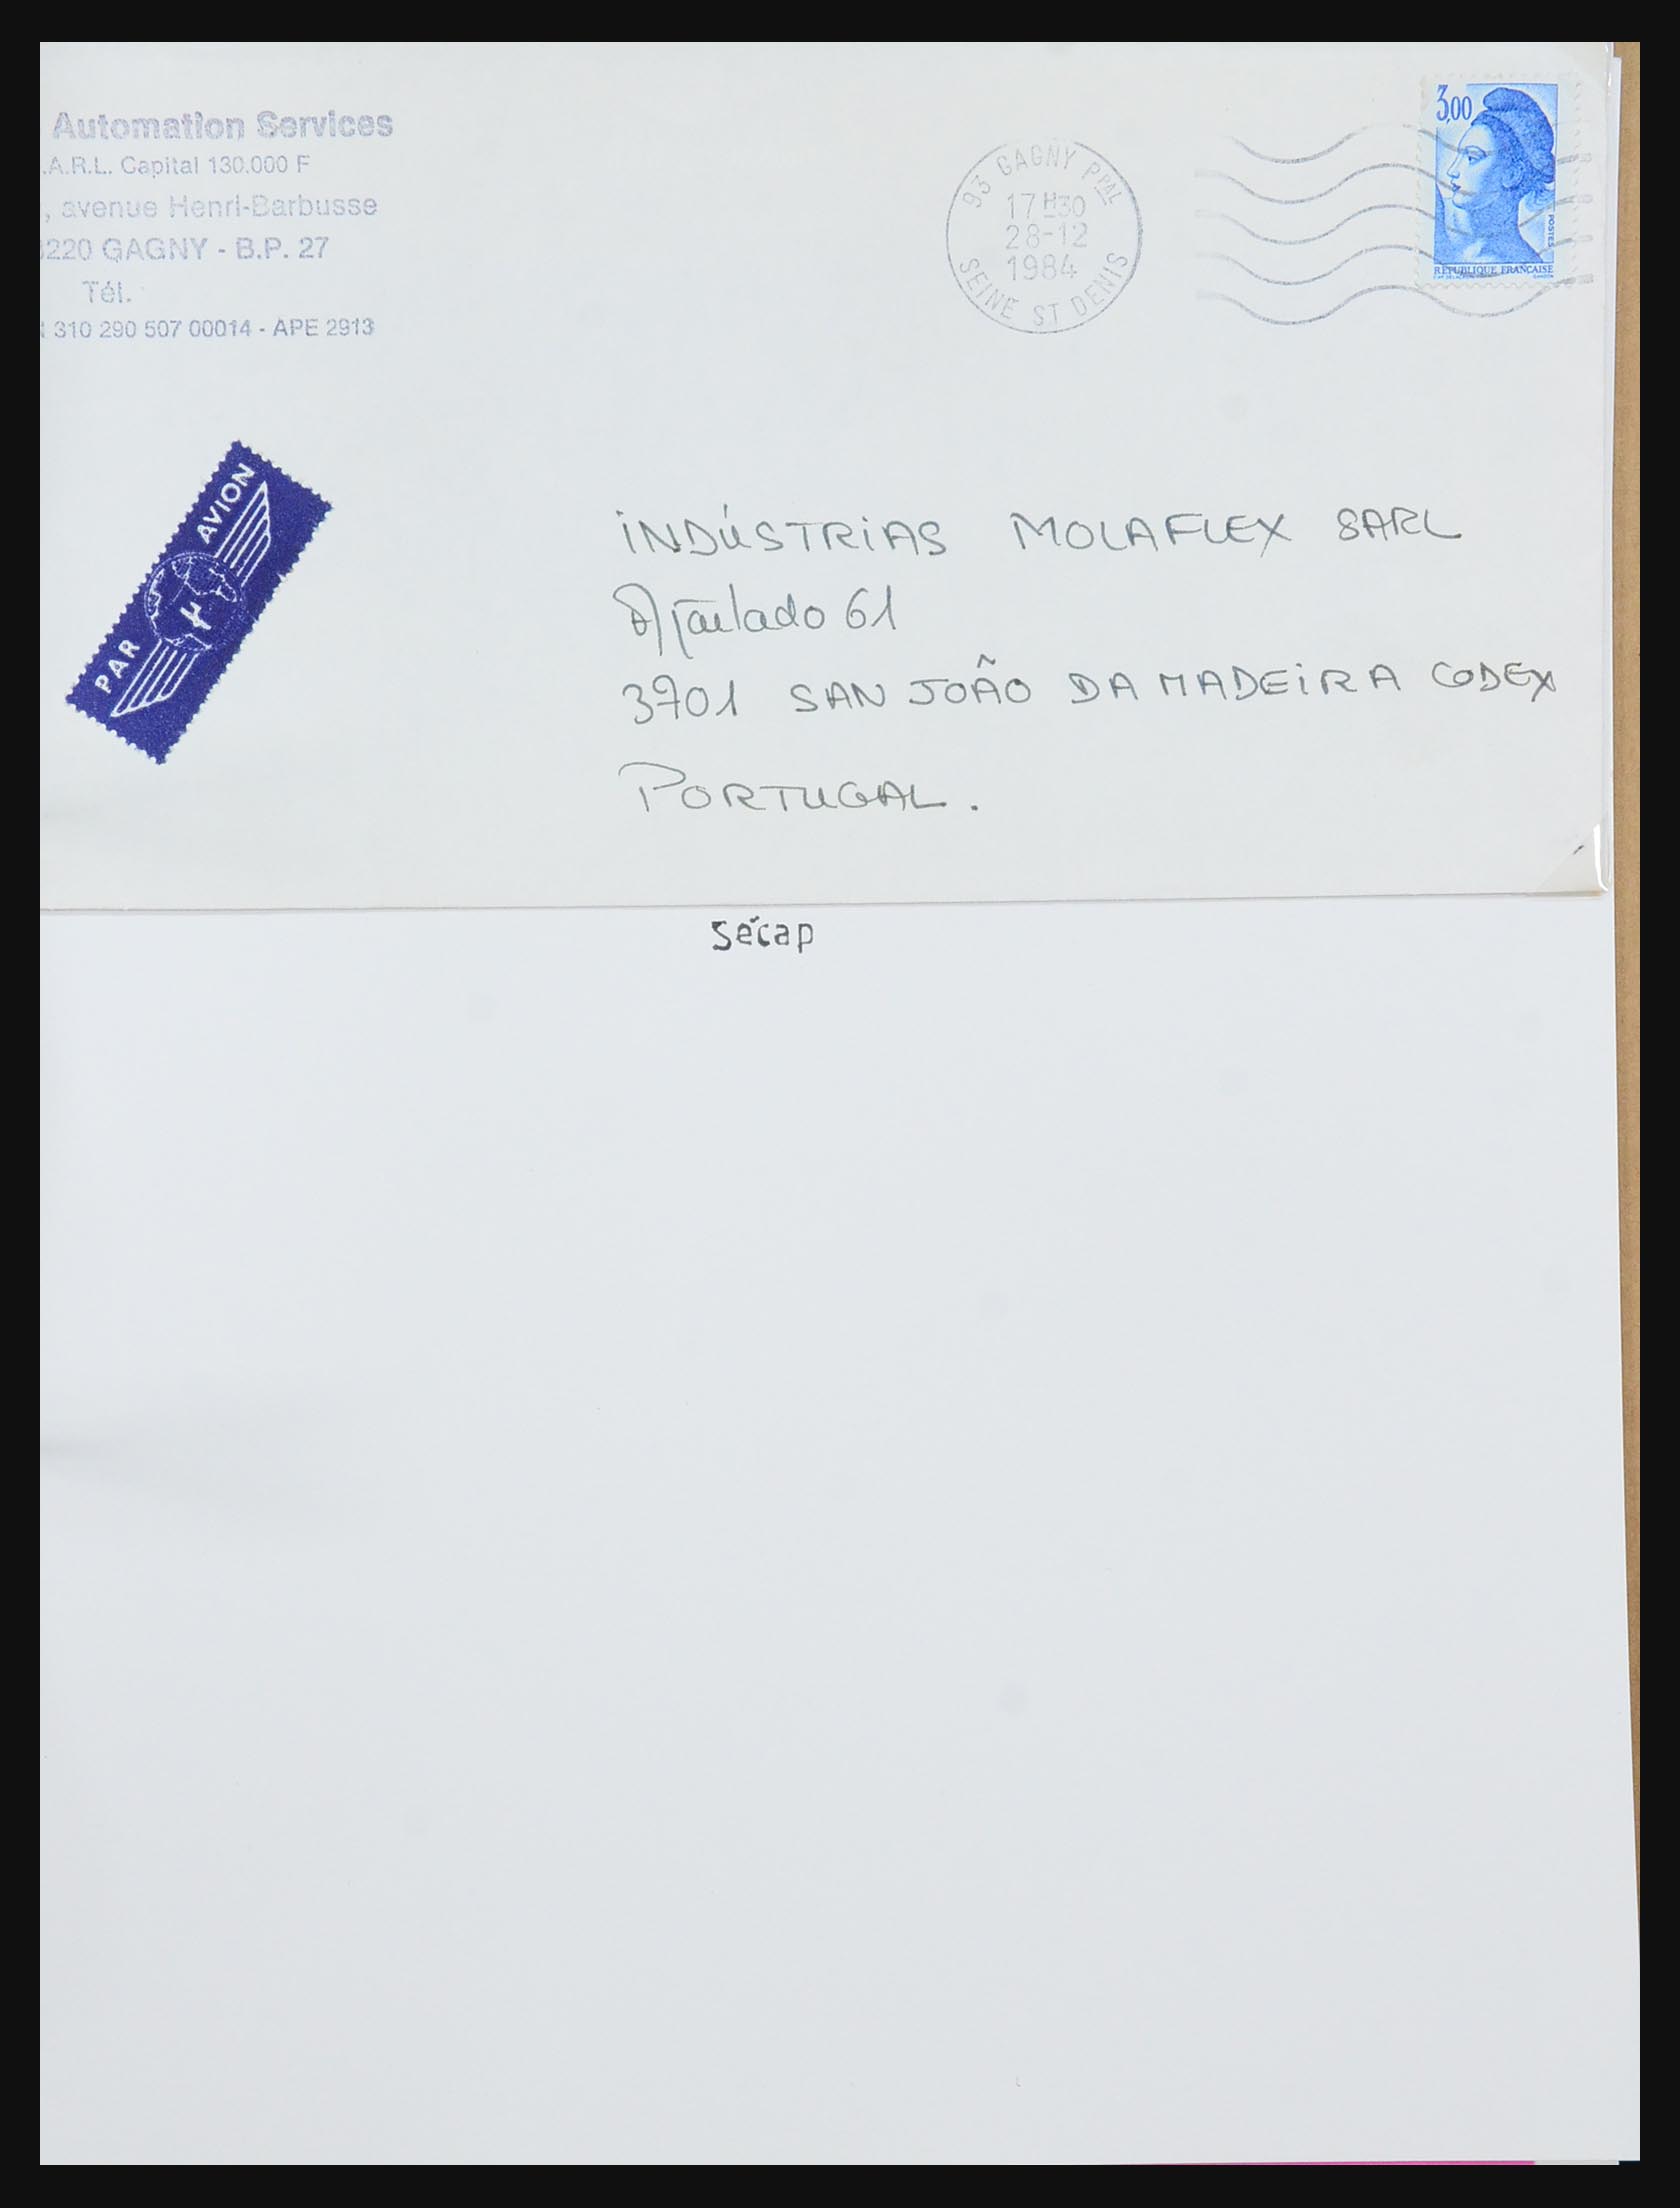 Automation Services
.A.R.L. Capital 130.000 F
, avenue Henri-Barbusse
220 GAGNY - B.P. 27
Tél.
310 290 507 00014 - APE 2913
93 GAGNY PPAL
17H30
28-12
1984
SEINE ST DENIS
3,00
POSTES
RÉPUBLIQUE FRANÇAISE
PAR AVION
INDÚSTRIAS MOLAFLEX SARL
61
3701 SAN JOÃO DA MADEIRA CODEX
PORTUGAL.
Sécap